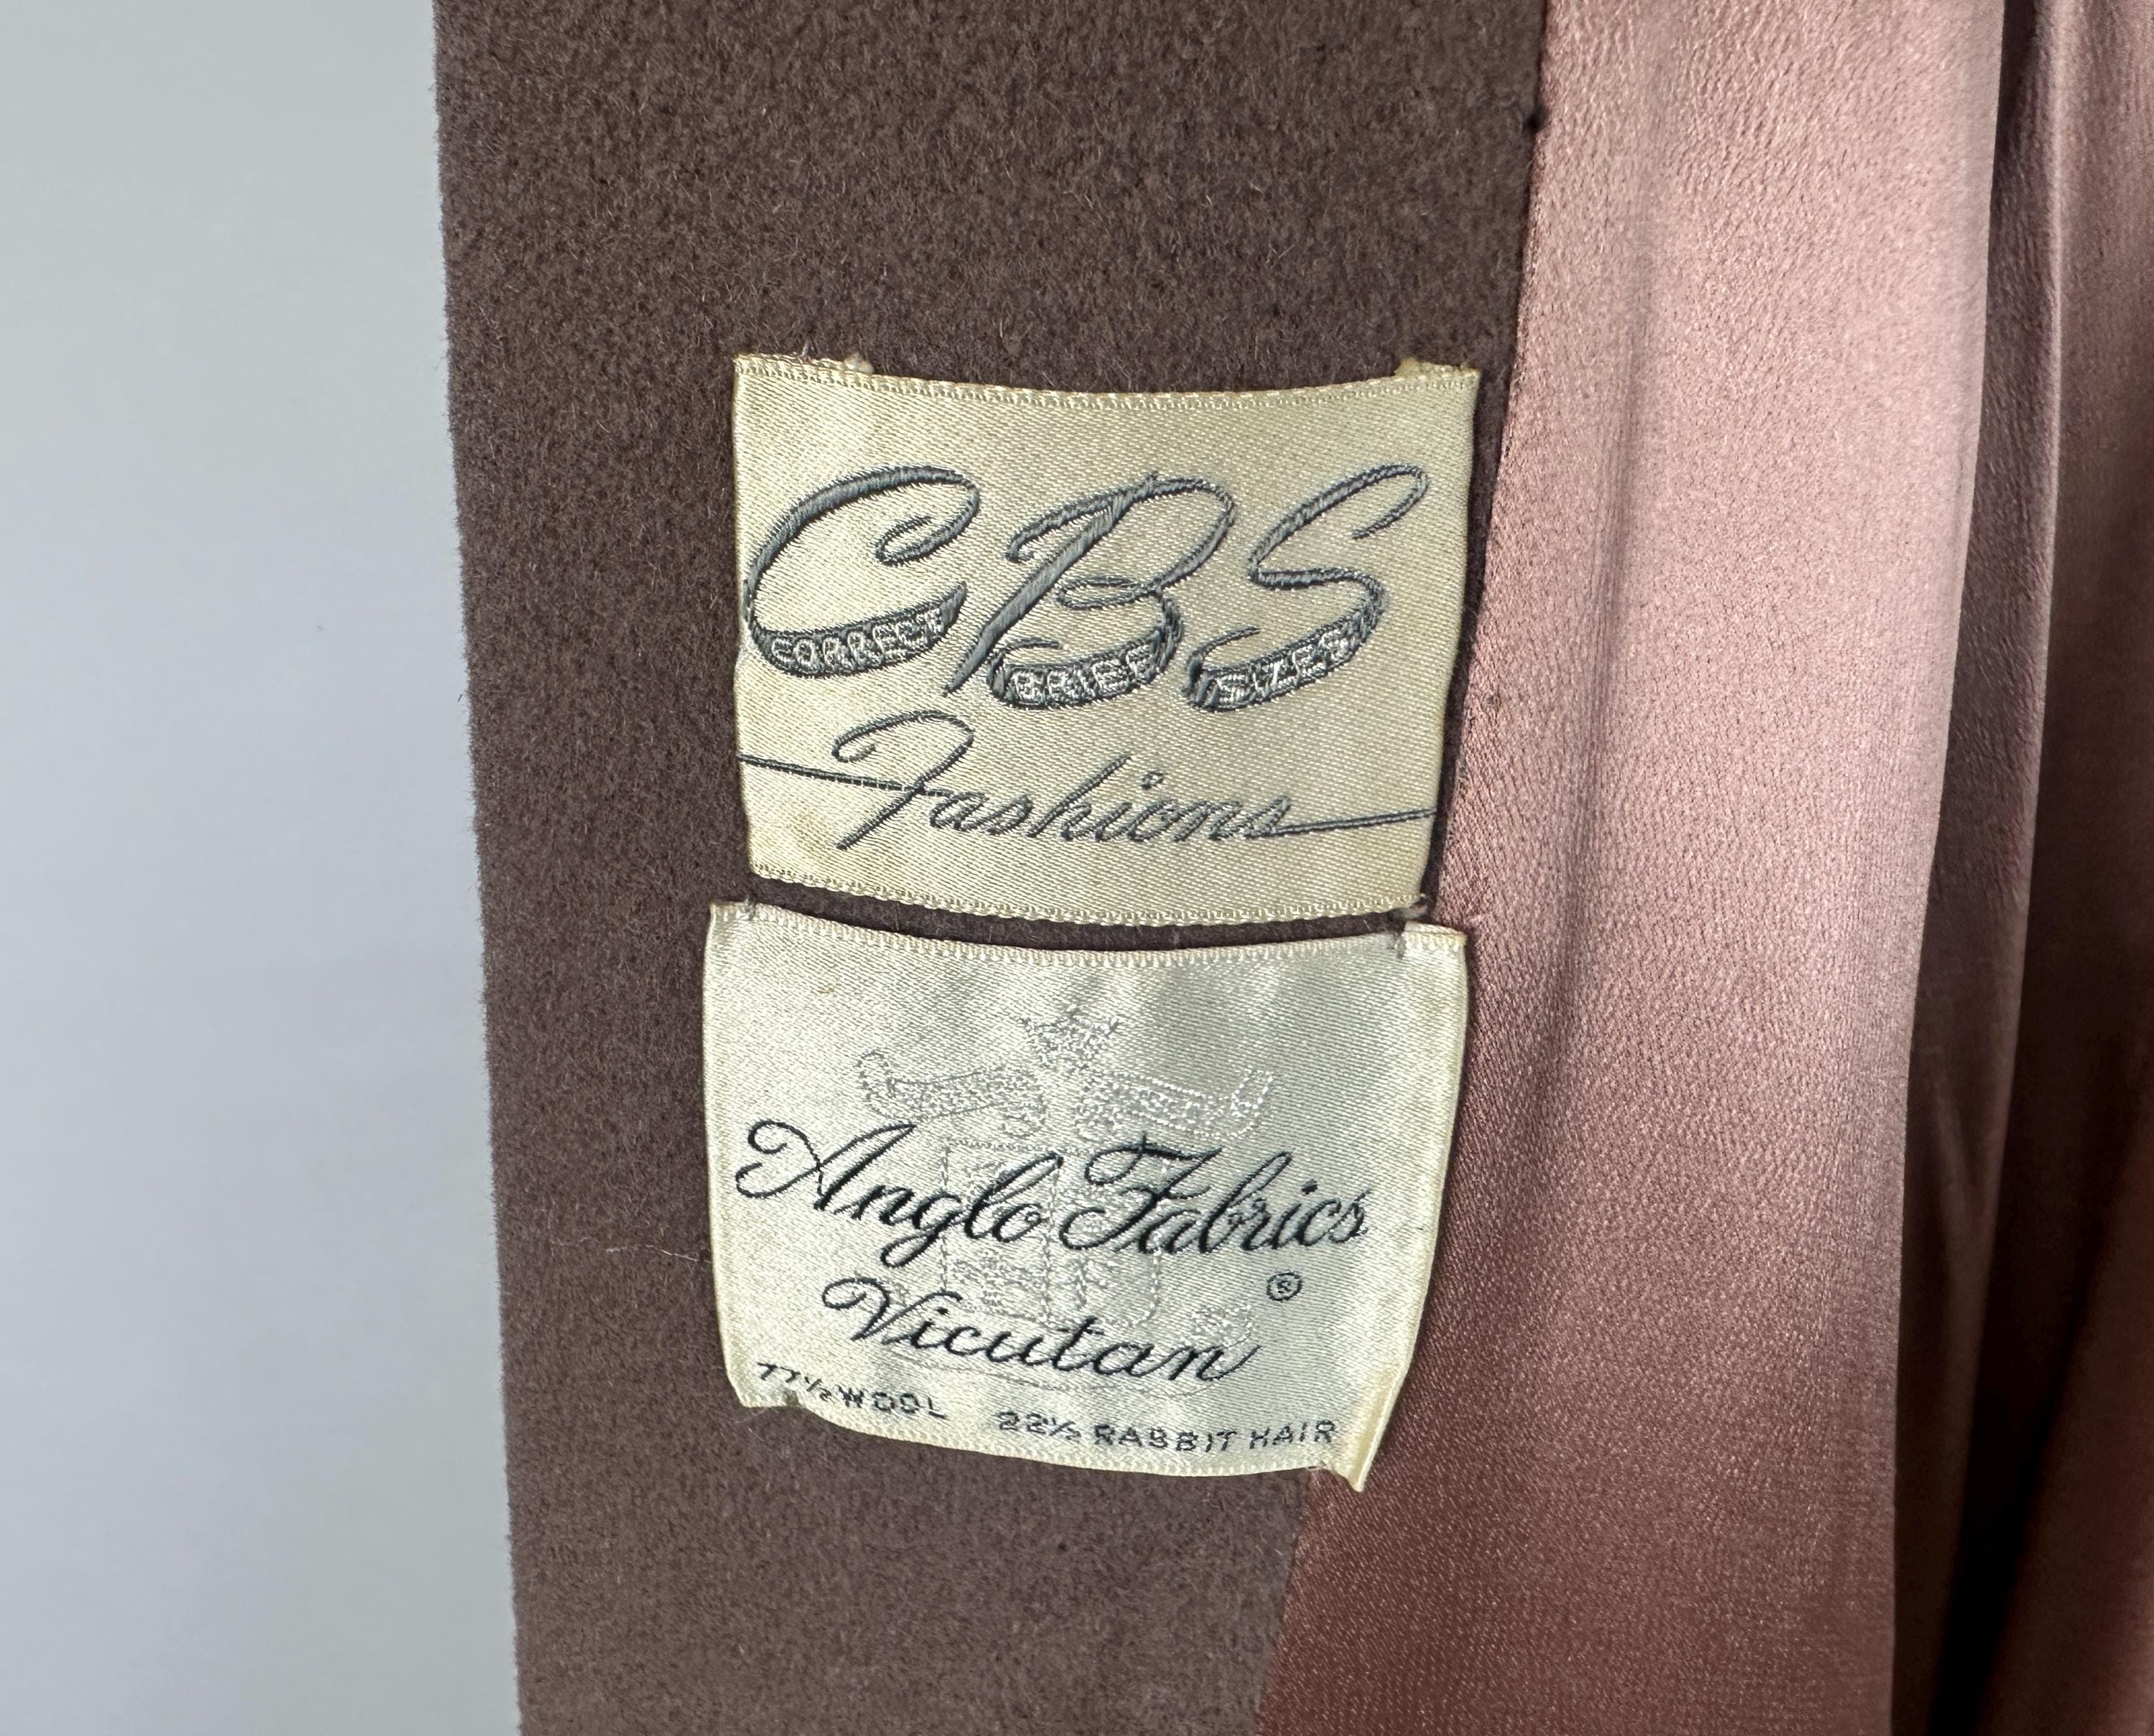 CBS
CORRECT BRIEF SIZES
Fashions
Anglo Fabrics
®
Vicutan
77½ WOOL 22½ RABBIT HAIR